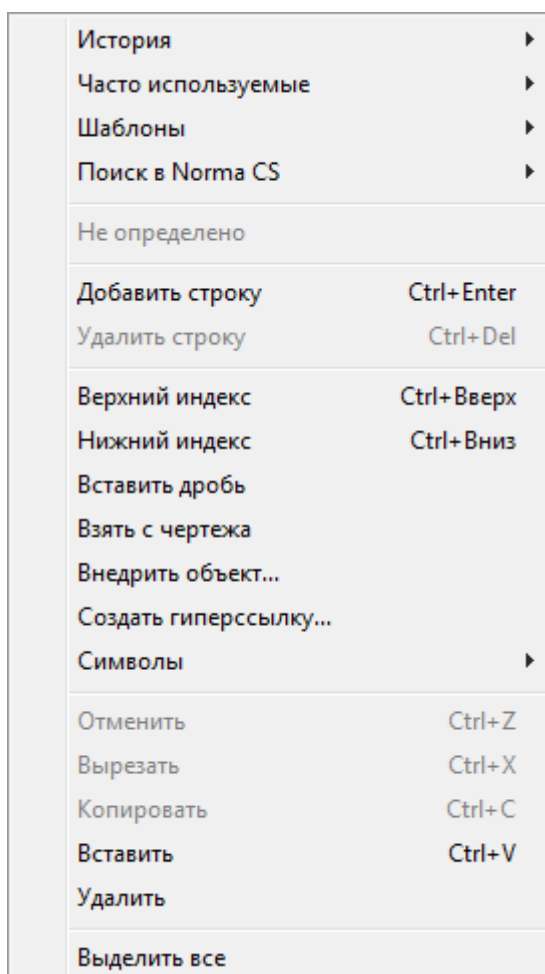 История
Часто используемые
Шаблоны
Поиск в Norma CS
Не определено
Добавить строку Ctrl+Enter
Удалить строку Ctrl+Del
Верхний индекс Ctrl+Вверх
Нижний индекс Ctrl+Вниз
Вставить дробь
Взять с чертежа
Внедрить объект...
Создать гиперссылку...
Символы
Отменить Ctrl+Z
Вырезать Ctrl+X
Копировать Ctrl+C
Вставить Ctrl+V
Удалить
Выделить все